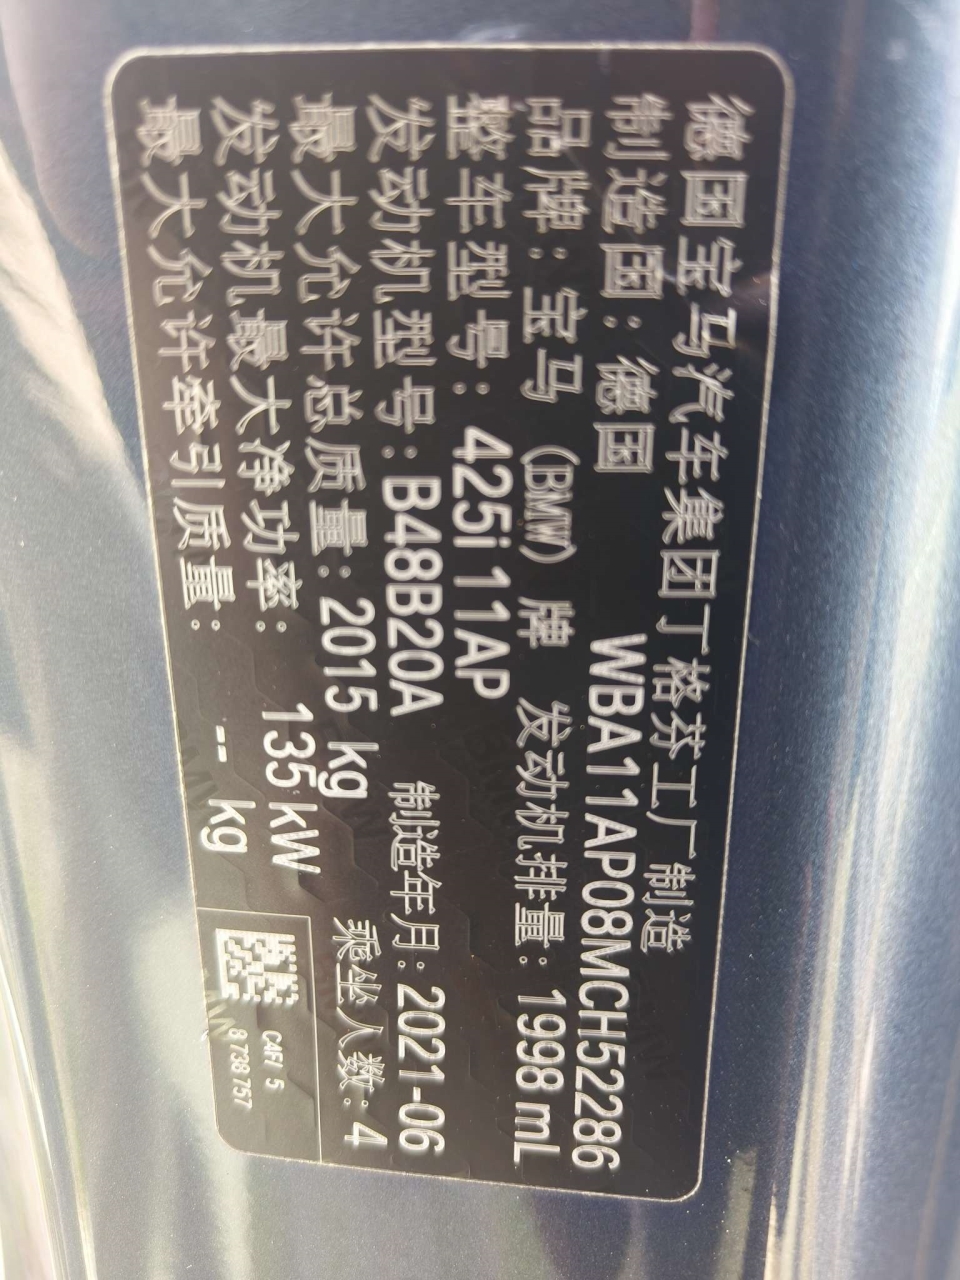 德国宝马汽车集团丁格芬工厂制造
制造国：德国 WBA11AP08MCH52286
品牌：宝马（BMW）牌 发动机排量：1998 mL
整车型号：425i 11AP
发动机型号：B48B20A 制造年月：2021-06
最大允许总质量：2015 kg 乘坐人数：4
发动机最大净功率：135kW
最大允许牵引质量： -- kg
C4F/ 5
8 738 757